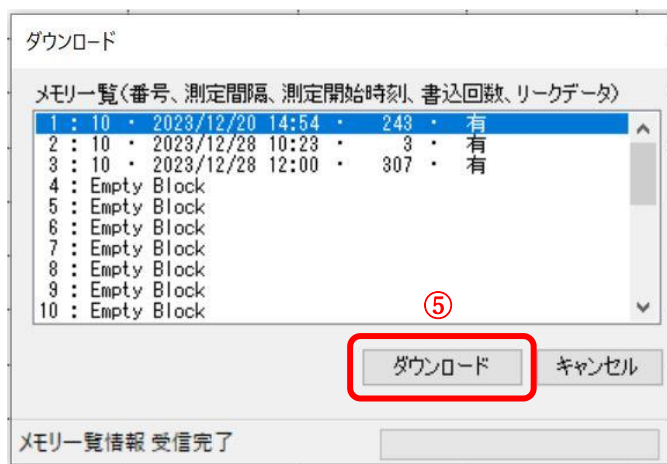 ダウンロード
メモリ一覧(番号、測定間隔、測定開始時刻、書込回数、リークデータ)
1 : 10 ・ 2023/12/20 14:54 ・ 243 ・ 有
2 : 10 ・ 2023/12/28 10:23 ・ 3 ・ 有
3 : 10 ・ 2023/12/28 12:00 ・ 307 ・ 有
4 : Empty Block
5 : Empty Block
6 : Empty Block
7 : Empty Block
8 : Empty Block
9 : Empty Block
10 : Empty Block
⑤
ダウンロード キャンセル
メモリ一覧情報 受信完了